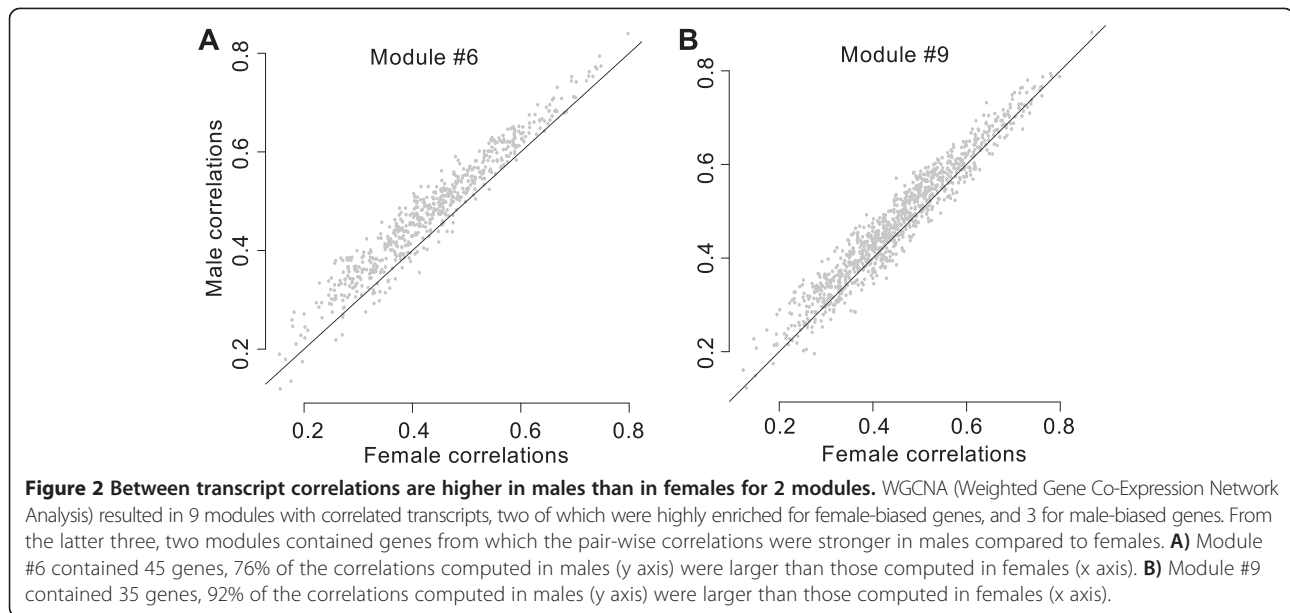 A
Module #6
0.8
0.6
0.4
0.2
Male correlations
0.2 0.4 0.6 0.8
Female correlations
B
Module #9
0.8
0.6
0.4
0.2
0.2 0.4 0.6 0.8
Female correlations
Figure 2 Between transcript correlations are higher in males than in females for 2 modules. WGCNA (Weighted Gene Co-Expression Network
Analysis) resulted in 9 modules with correlated transcripts, two of which were highly enriched for female-biased genes, and 3 for male-biased genes. From
the latter three, two modules contained genes from which the pair-wise correlations were stronger in males compared to females. A) Module
#6 contained 45 genes, 76% of the correlations computed in males (y axis) were larger than those computed in females (x axis). B) Module #9
contained 35 genes, 92% of the correlations computed in males (y axis) were larger than those computed in females (x axis).